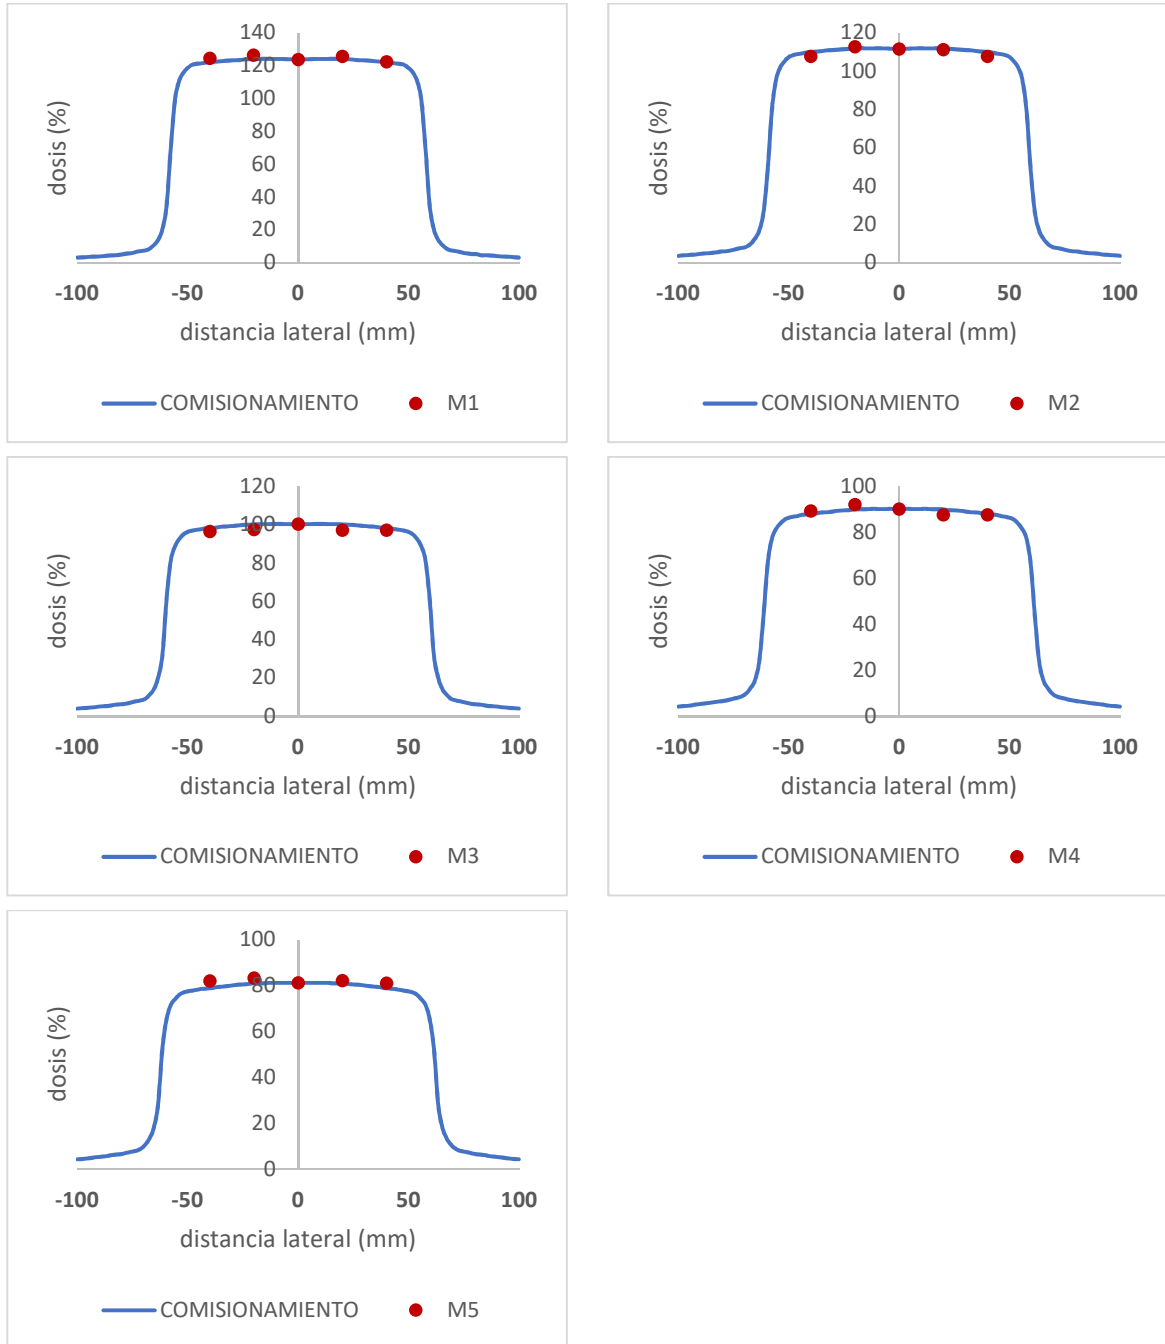 140
120
100
80
60
40
20
0
dosis (%)
-100 -50 0 50 100
distancia lateral (mm)
COMISIONAMIENTO M1
120
100
80
60
40
20
0
dosis (%)
-100 -50 0 50 100
distancia lateral (mm)
COMISIONAMIENTO M2
120
100
80
60
40
20
0
dosis (%)
-100 -50 0 50 100
distancia lateral (mm)
COMISIONAMIENTO M3
100
80
60
40
20
0
dosis (%)
-100 -50 0 50 100
distancia lateral (mm)
COMISIONAMIENTO M4
100
80
60
40
20
0
dosis (%)
-100 -50 0 50 100
distancia lateral (mm)
COMISIONAMIENTO M5